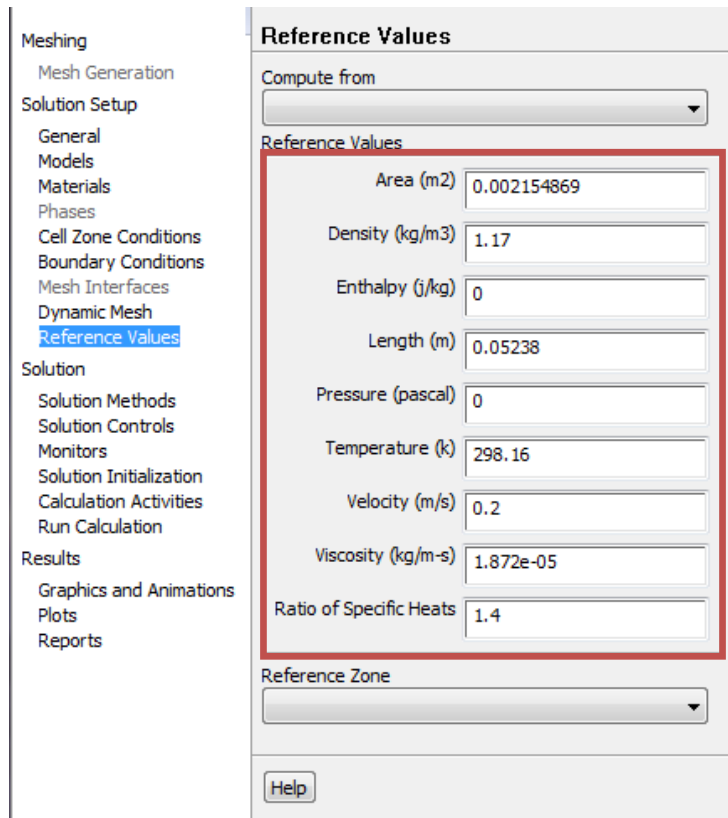 Meshing
Mesh Generation
Solution Setup
General
Models
Materials
Phases
Cell Zone Conditions
Boundary Conditions
Mesh Interfaces
Dynamic Mesh
Reference Values
Solution
Solution Methods
Solution Controls
Monitors
Solution Initialization
Calculation Activities
Run Calculation
Results
Graphics and Animations
Plots
Reports
Reference Values
Compute from
Reference Values
Area (m2) 0.002154869
Density (kg/m3) 1.17
Enthalpy (j/kg) 0
Length (m) 0.05238
Pressure (pascal) 0
Temperature (k) 298.16
Velocity (m/s) 0.2
Viscosity (kg/m-s) 1.872e-05
Ratio of Specific Heats 1.4
Reference Zone
Help